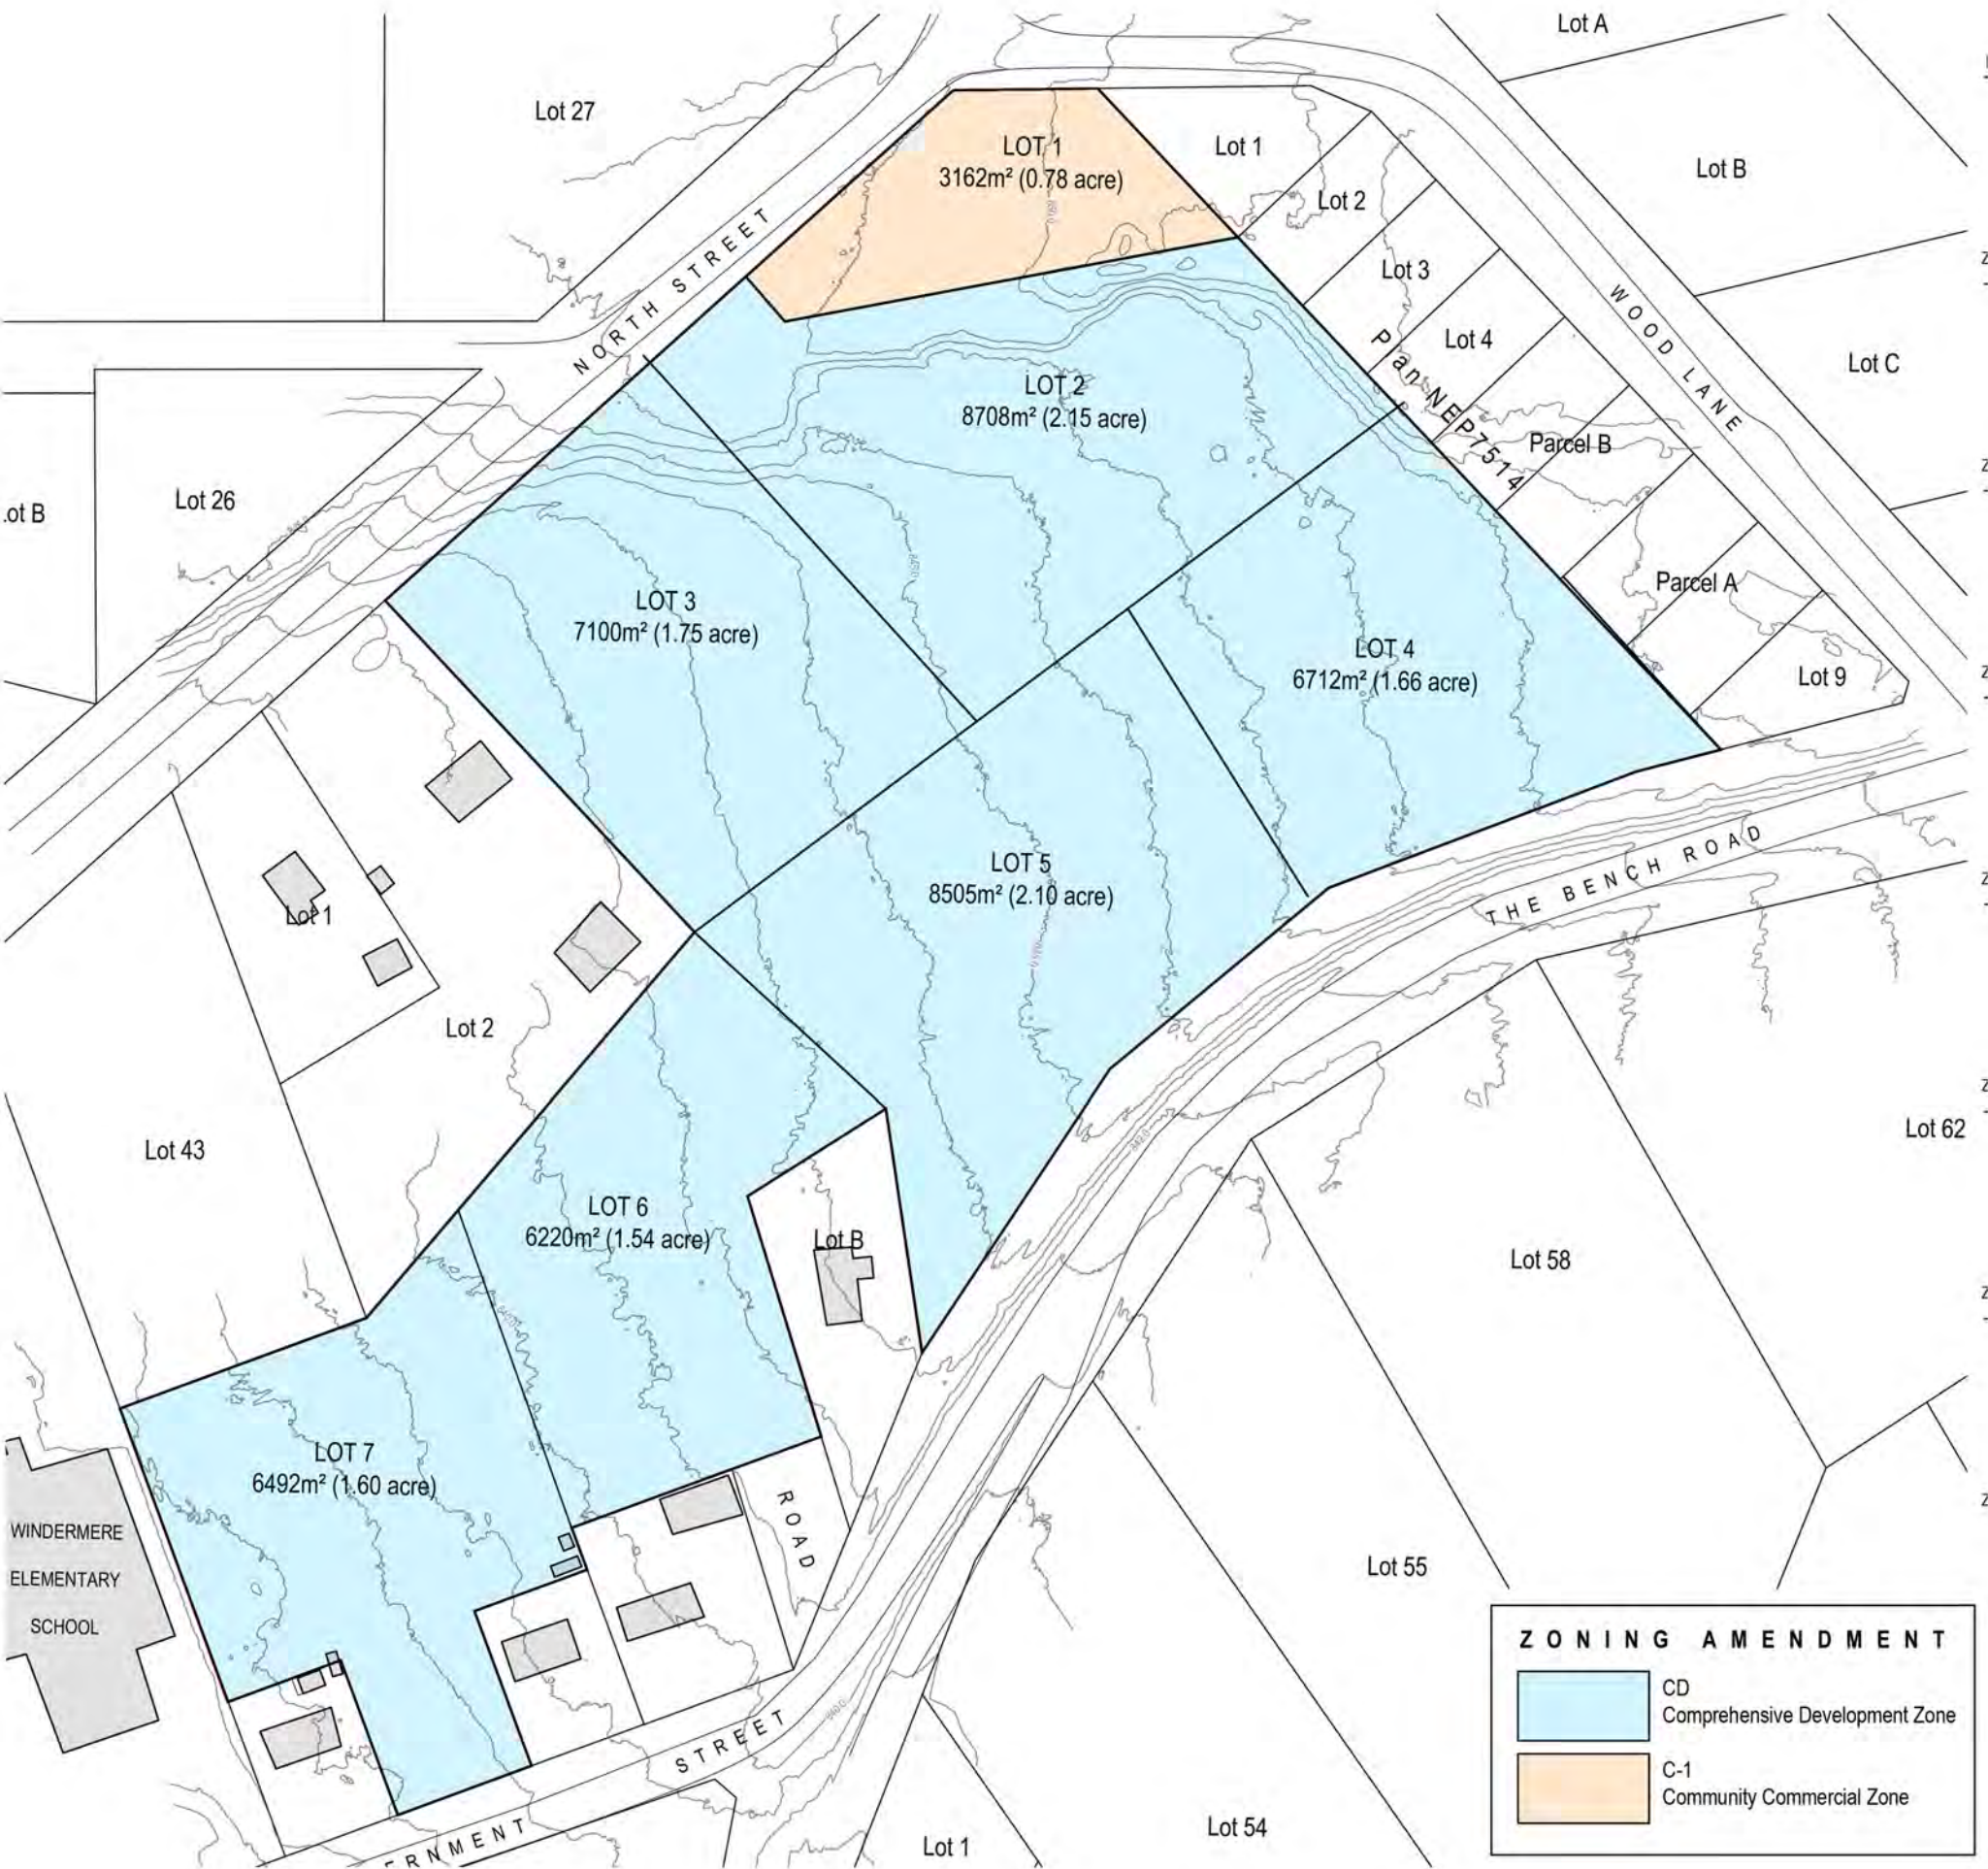 Lot A
Lot 27
Lot B
LOT 1
3162m² (0.78 acre)
Lot 1
Lot 2
Lot 3
Lot 4
NORTH STREET
WOOD LANE
Lot C
LOT 2
8708m² (2.15 acre)
Plan NEP7514
Parcel B
Lot 26
.ot B
Parcel A
LOT 3
7100m² (1.75 acre)
LOT 4
6712m² (1.66 acre)
Lot 9
THE BENCH ROAD
LOT 5
8505m² (2.10 acre)
Lot 1
Lot 2
Lot 43
Lot 62
LOT 6
6220m² (1.54 acre)
Lot B
Lot 58
LOT 7
6492m² (1.60 acre)
ROAD
WINDERMERE
ELEMENTARY
SCHOOL
Lot 55
ERNMENT STREET
Lot 54
Lot 1
ZONING AMENDMENT
CD
Comprehensive Development Zone
C-1
Community Commercial Zone